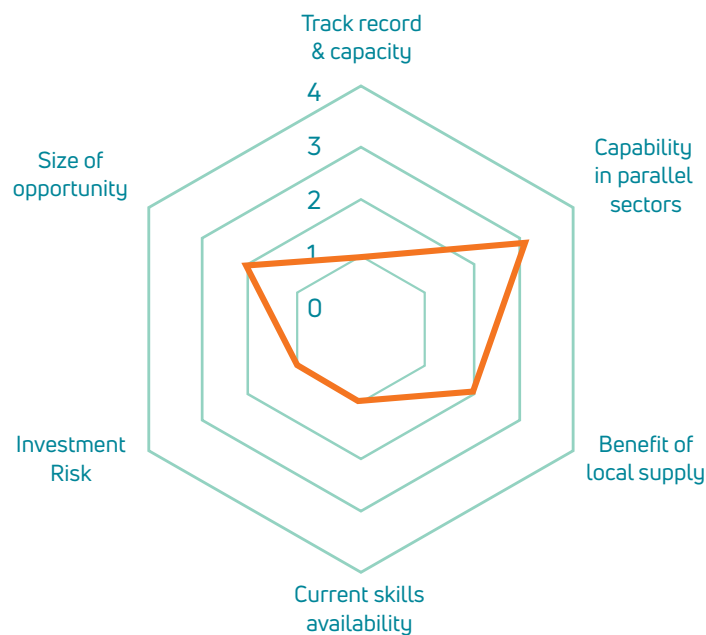 Track record
& capacity
4
3
2
1
0
Size of
opportunity
Capability
in parallel
sectors
Investment
Risk
Benefit of
local supply
Current skills
availability